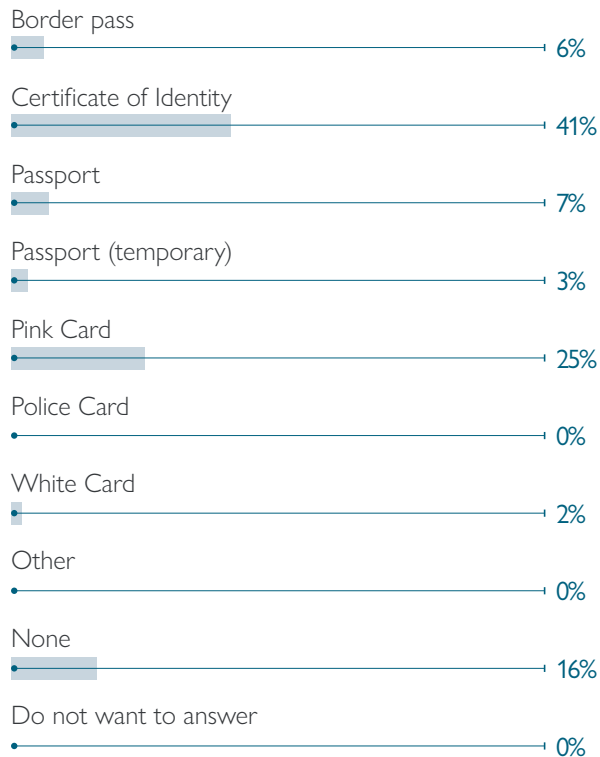 Border pass
6%
Certificate of Identity
41%
Passport
7%
Passport (temporary)
3%
Pink Card
25%
Police Card
0%
White Card
2%
Other
0%
None
16%
Do not want to answer
0%